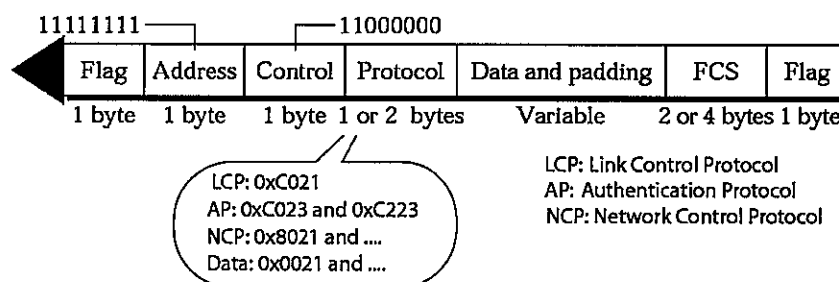 11111111 11000000
Flag Address Control Protocol Data and padding FCS Flag
1 byte 1 byte 1 byte 1 or 2 bytes Variable 2 or 4 bytes 1 byte
LCP: 0xC021
AP: 0xC023 and 0xC223
NCP: 0x8021 and ....
Data: 0x0021 and ....
LCP: Link Control Protocol
AP: Authentication Protocol
NCP: Network Control Protocol